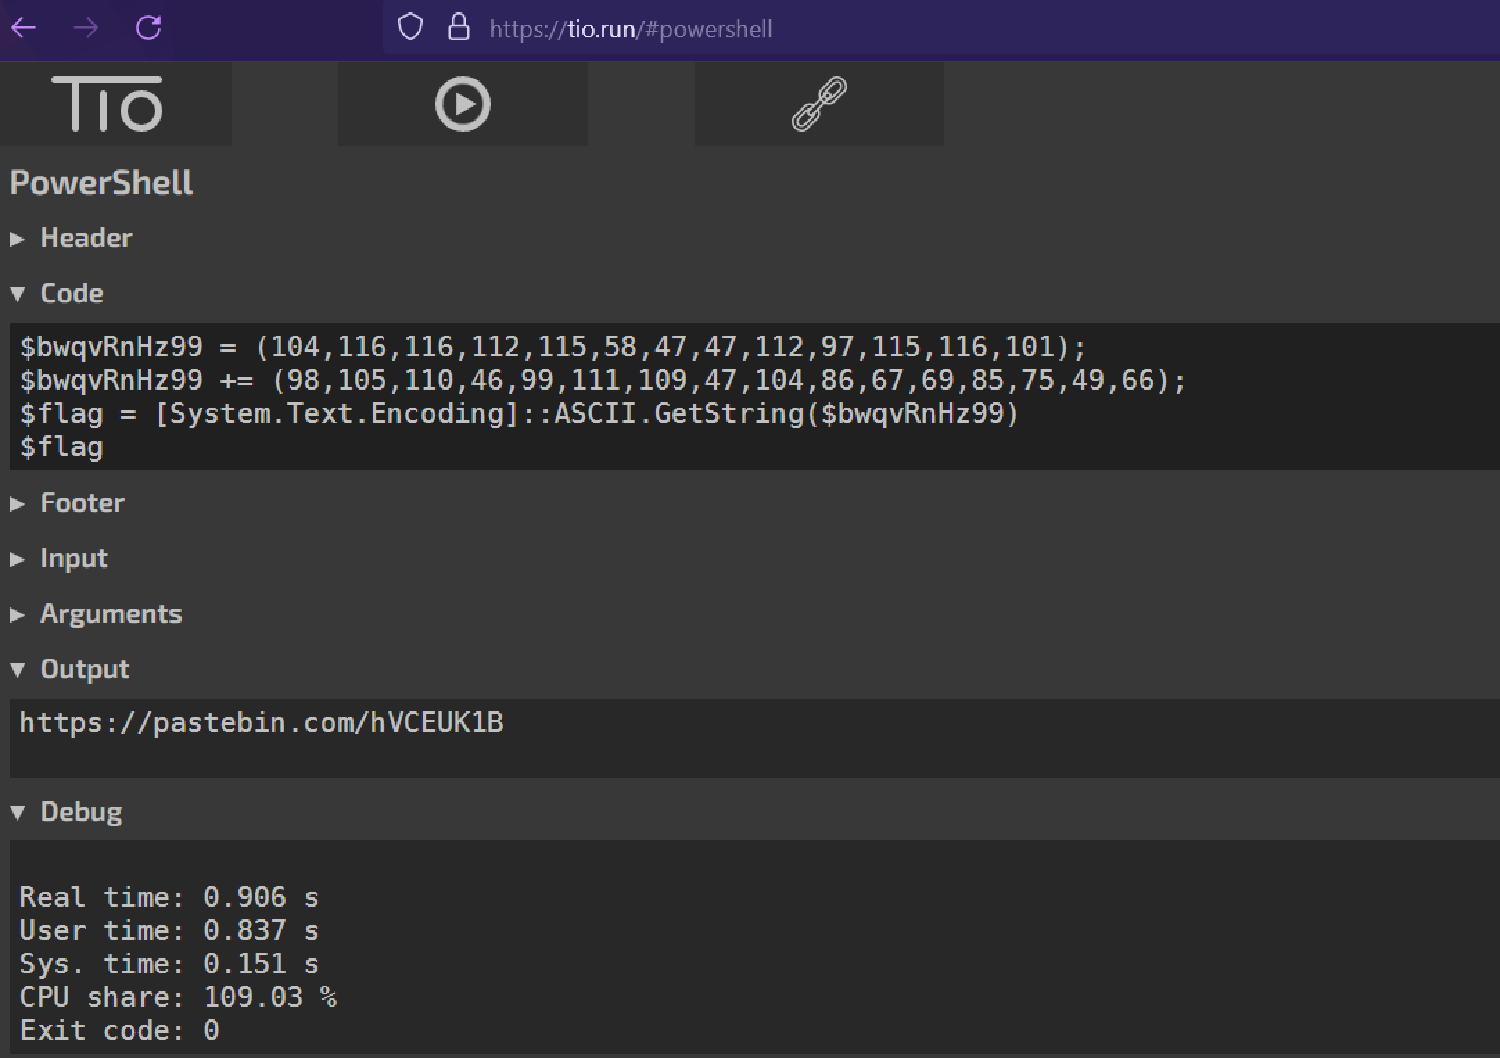 https://tio.run/#powershell
TIO
PowerShell
▶ Header
▼ Code
$bwqvRnHz99 = (104,116,116,112,115,58,47,47,112,97,115,116,101);
$bwqvRnHz99 += (98,105,110,46,99,111,109,47,104,86,67,69,85,75,49,66);
$flag = [System.Text.Encoding]::ASCII.GetString($bwqvRnHz99)
$flag
▶ Footer
▶ Input
▶ Arguments
▼ Output
https://pastebin.com/hVCEUK1B
▼ Debug
Real time: 0.906 s
User time: 0.837 s
Sys. time: 0.151 s
CPU share: 109.03 %
Exit code: 0